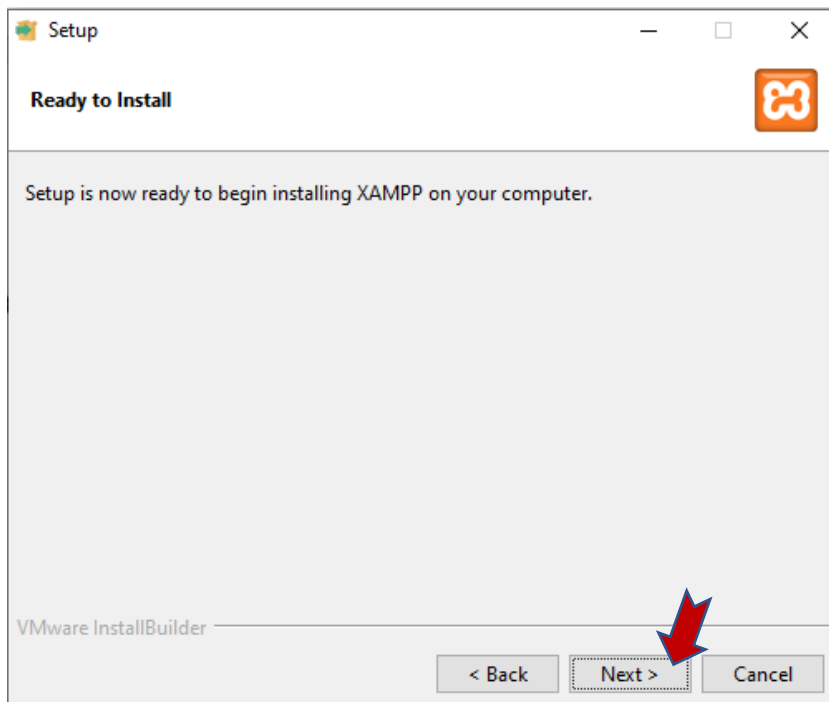 Setup
Ready to Install
Setup is now ready to begin installing XAMPP on your computer.
VMware InstallBuilder
< Back
Next >
Cancel